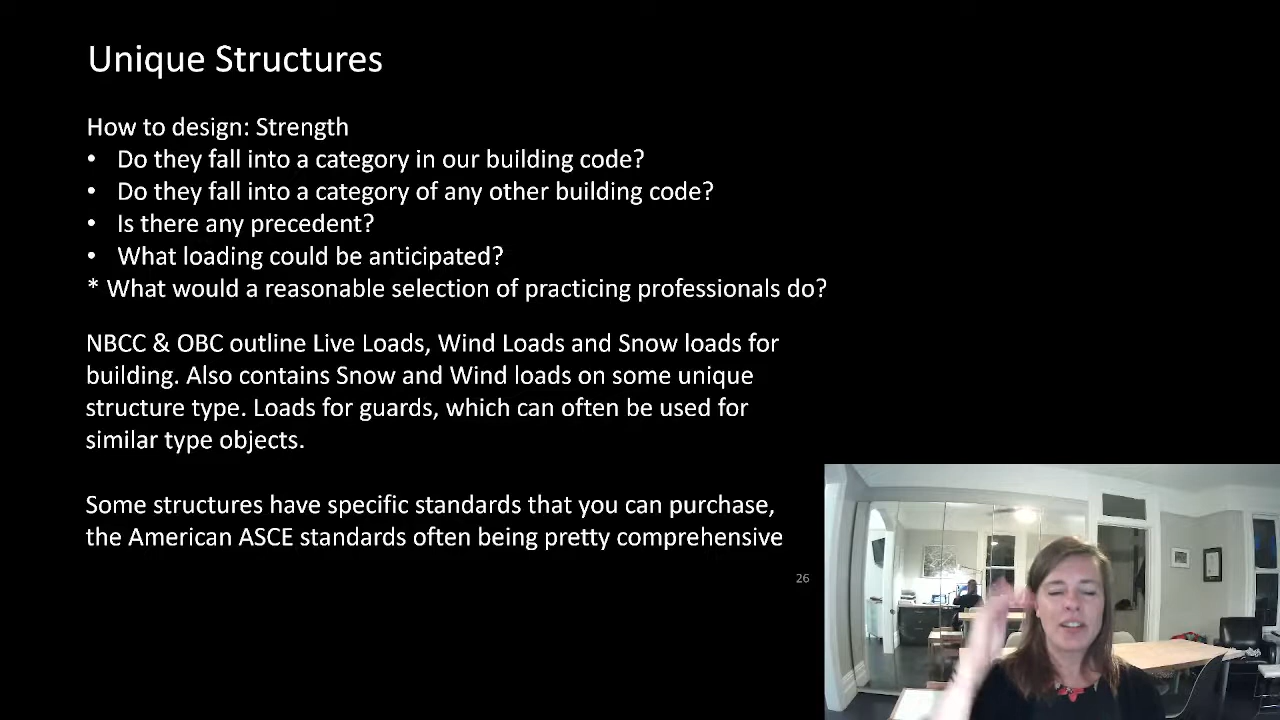 Unique Structures
How to design: Strength
• Do they fall into a category in our building code?
• Do they fall into a category of any other building code?
• Is there any precedent?
• What loading could be anticipated?
* What would a reasonable selection of practicing professionals do?
NBCC & OBC outline Live Loads, Wind Loads and Snow loads for
building. Also contains Snow and Wind loads on some unique
structure type. Loads for guards, which can often be used for
similar type objects.
Some structures have specific standards that you can purchase,
the American ASCE standards often being pretty comprehensive
26